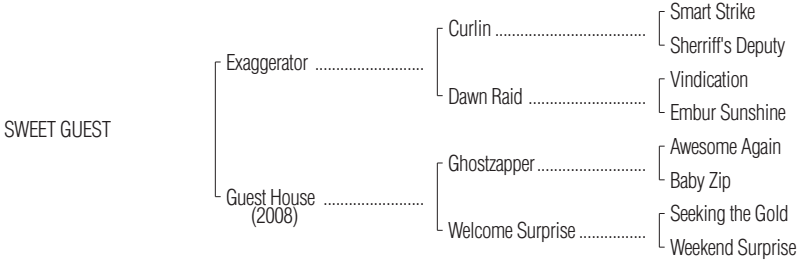 Smart Strike
Curlin ....................................
Sherriff's Deputy
Exaggerator ..........................
Vindication
Dawn Raid ............................
Embur Sunshine
SWEET GUEST
Awesome Again
Ghostzapper..........................
Baby Zip
Guest House ........................
(2008)
Seeking the Gold
Welcome Surprise ................
Weekend Surprise